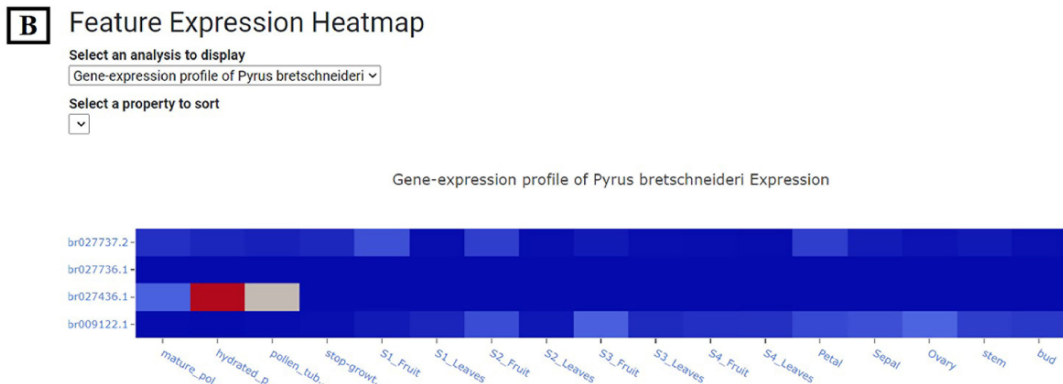 B Feature Expression Heatmap
Select an analysis to display
Gene-expression profile of Pyrus bretschneideri
Select a property to sort
Gene-expression profile of Pyrus bretschneideri Expression
br027737.2
br027736.1
br027436.1
br009122.1
mature_pol hydrated_p pollen_tub. stop-growt. S1_Fruit S1_Leaves S2_Fruit S2_Leaves S3_Fruit S3_Leaves S4_Fruit S4_Leaves Petal Sepal Ovary stem bud